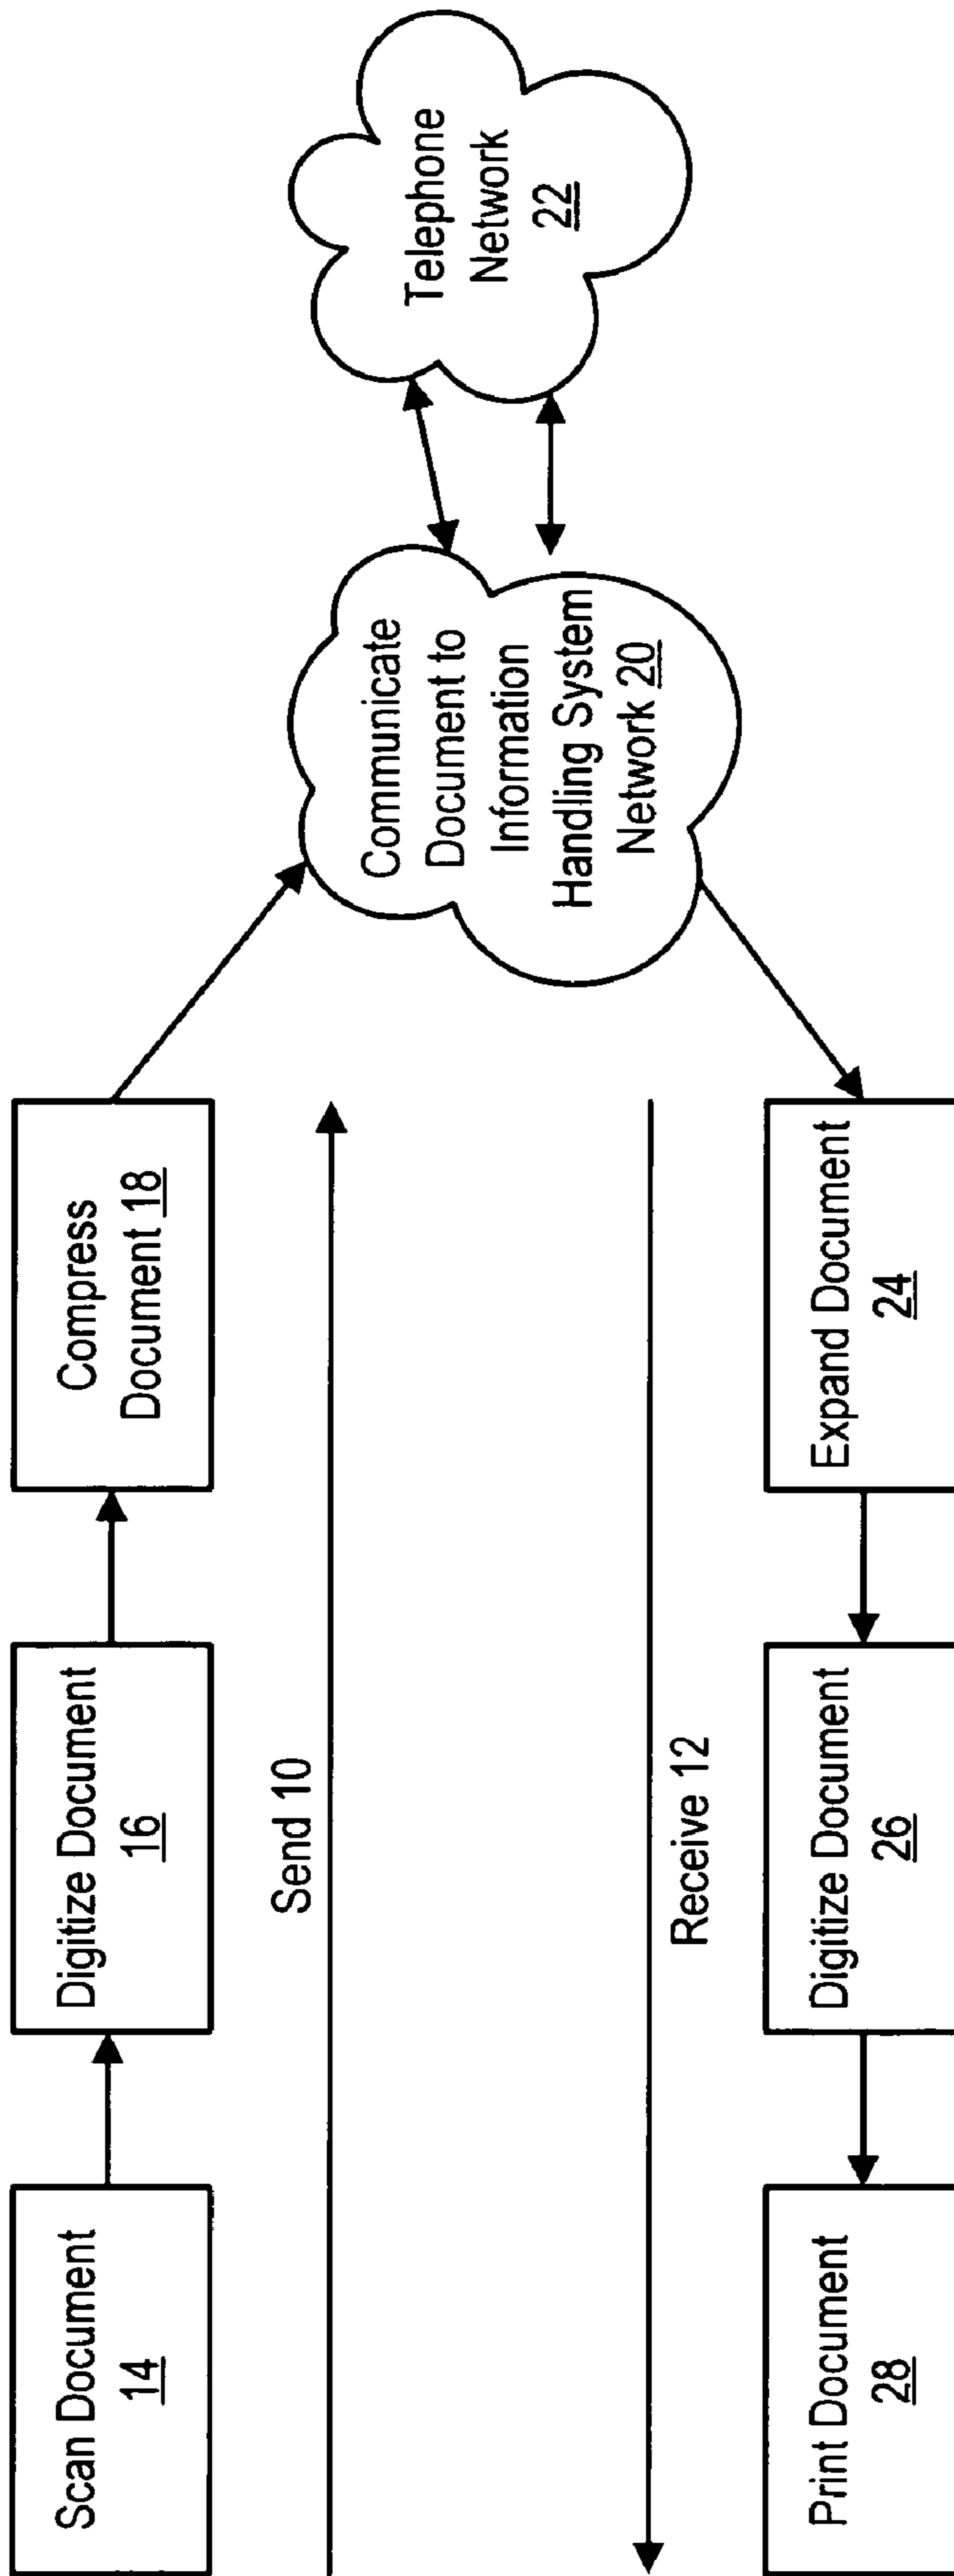 Scan Document
14
Digitize Document
16
Compress
Document 18
Send 10
Communicate
Document to
Information
Handling System
Network 20
Telephone
Network
22
Receive 12
Expand Document
24
Digitize Document
26
Print Document
28